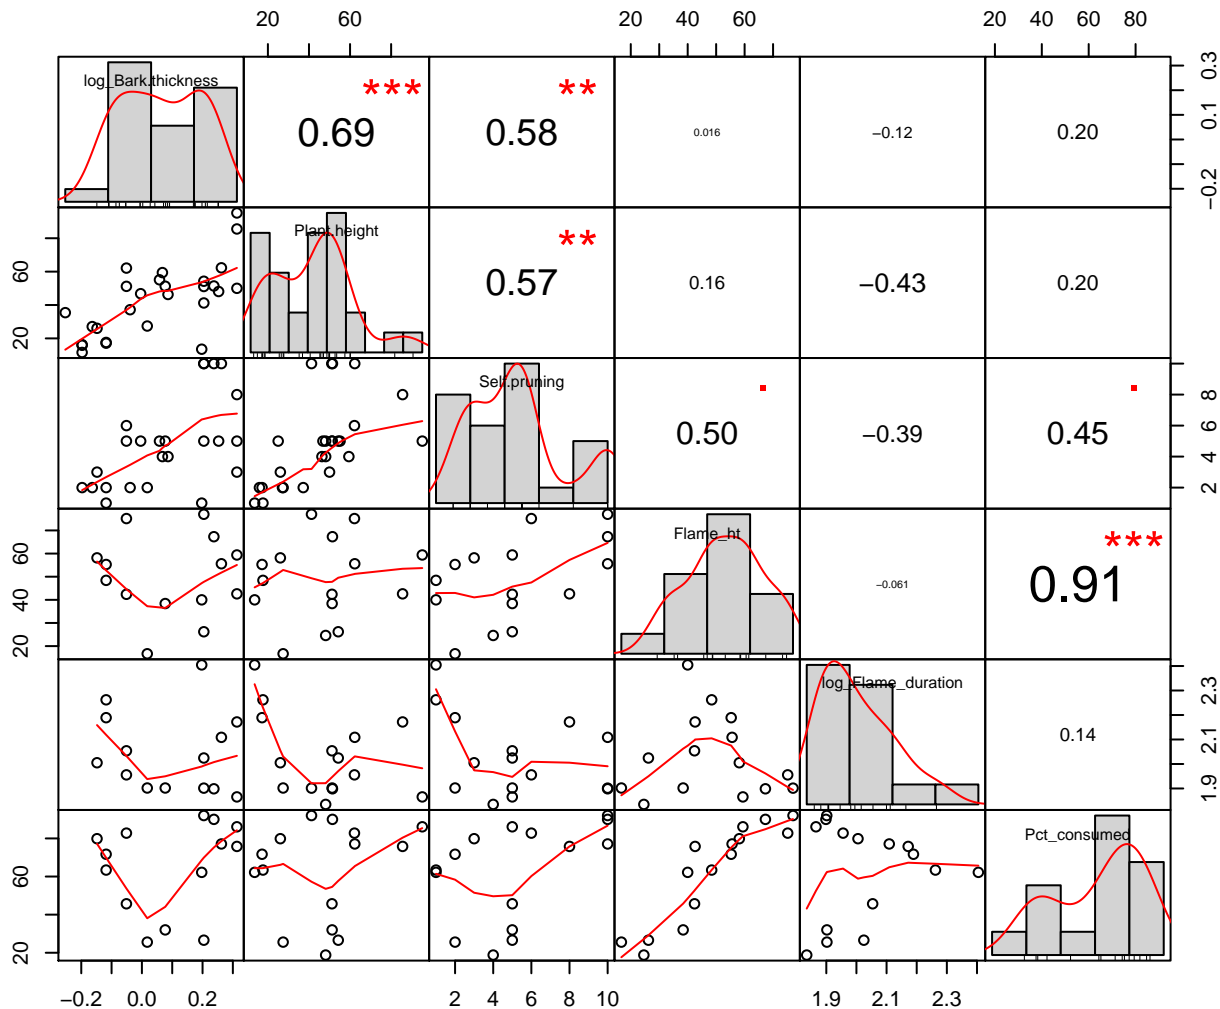 20 60 20 40 60 20 40 60 80
log_Bark.thickness *** ** 0.3
0.69 0.58 0.016 −0.12 0.20 0.1
−0.2
Plant.height **
60 0.57 0.16 −0.43 0.20
20
Self.pruning 8
0.50 −0.39 0.45 6
4
2
Flame_ht ***
60 −0.061 0.91
40
20
log_Flame_duration 2.3
0.14 2.1
1.9
Pct_consumed
60
20
−0.2 0.0 0.2 2 4 6 8 10 1.9 2.1 2.3